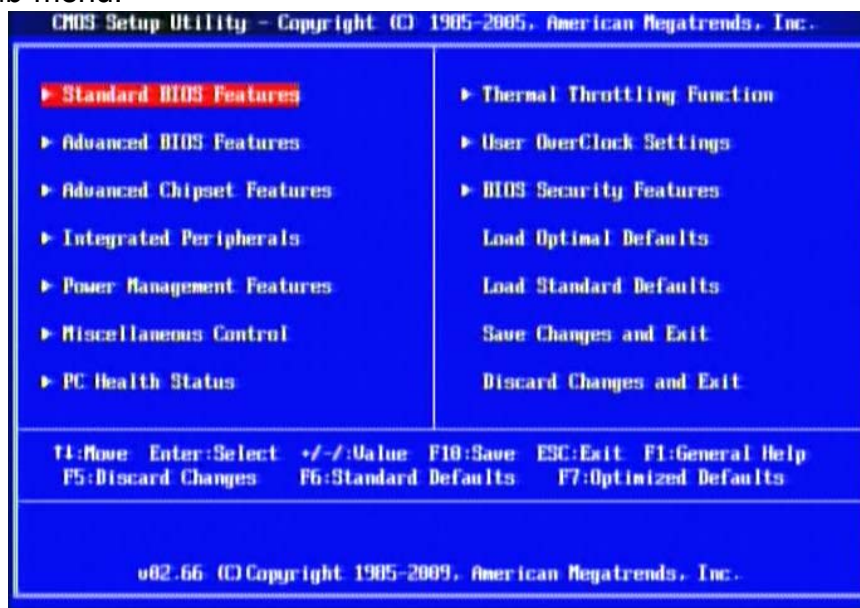 CMOS Setup Utility - Copyright (C) 1985-2005, American Megatrends, Inc.
▶ Standard BIOS Features
▶ Advanced BIOS Features
▶ Advanced Chipset Features
▶ Integrated Peripherals
▶ Power Management Features
▶ Miscellaneous Control
▶ PC Health Status
▶ Thermal Throttling Function
▶ User OverClock Settings
▶ BIOS Security Features
Load Optimal Defaults
Load Standard Defaults
Save Changes and Exit
Discard Changes and Exit
↑↓:Move Enter:Select +/-/:Value F10:Save ESC:Exit F1:General Help
F5:Discard Changes F6:Standard Defaults F7:Optimized Defaults
v02.66 (C)Copyright 1985-2009, American Megatrends, Inc.